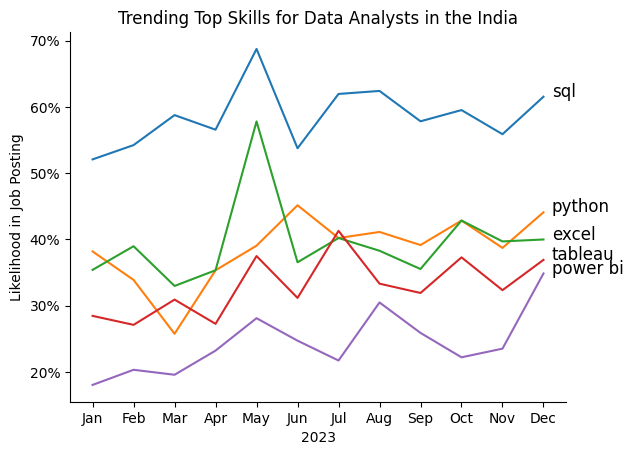 Trending Top Skills for Data Analysts in the India
Likelihood in Job Posting
70%
60%
50%
40%
30%
20%
sql
python
excel
tableau
power bi
Jan Feb Mar Apr May Jun Jul Aug Sep Oct Nov Dec
2023